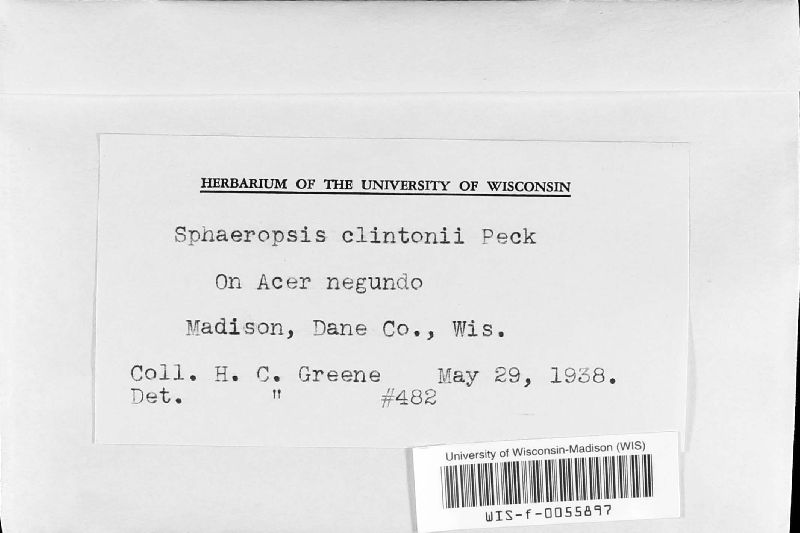 HERBARIUM OF THE UNIVERSITY OF WISCONSIN
Sphaeropsis clintonii Peck
On Acer negundo
Madison, Dane Co., Wis.
Coll. H. C. Greene May 29, 1938.
Det. " #482
University of Wisconsin-Madison (WIS)
WIS-f-0055897